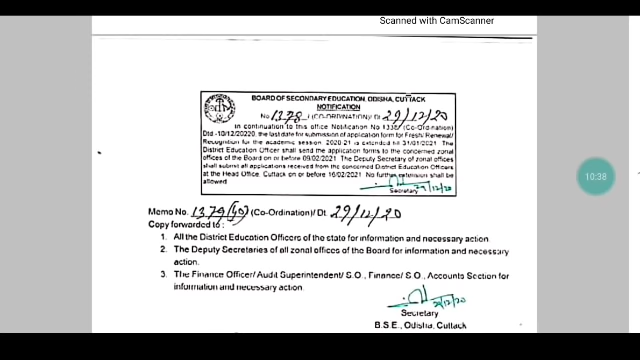 Scanned with CamScanner
BOARD OF SECONDARY EDUCATION, ODISHA, CUTTACK
NOTIFICATION
No 1378 (CO-ORDINATION)/ Dt 29/12/20
In continuation to this office Notification No 1338/ (Co-Ordination)
Dtd -10/12/20220, the last date for submission of application form for Fresh/ Renewal/
Recognition for the academic session 2020-21 is extended till 31/01/2021. The
District Education Officer shall send the application forms to the concerned zonal
offices of the Board on or before 09/02/2021. The Deputy Secretary of zonal offices
shall submit all applications received from the concerned District Education Officers
at the Head Office, Cuttack on or before 16/02/2021. No further extension shall be
allowed
29/12/20
Secretary
10:38
Memo No. 1379(40) (Co-Ordination)/ Dt. 29/12/20
Copy forwarded to :
1. All the District Education Officers of the state for information and necessary action.
2. The Deputy Secretaries of all zonal offices of the Board for information and necessary
action.
3. The Finance Officer/ Audit Superintendent/ S.O., Finance/ S.O., Accounts Section for
information and necessary action.
29/12/20
Secretary
B.S.E., Odisha, Cuttack